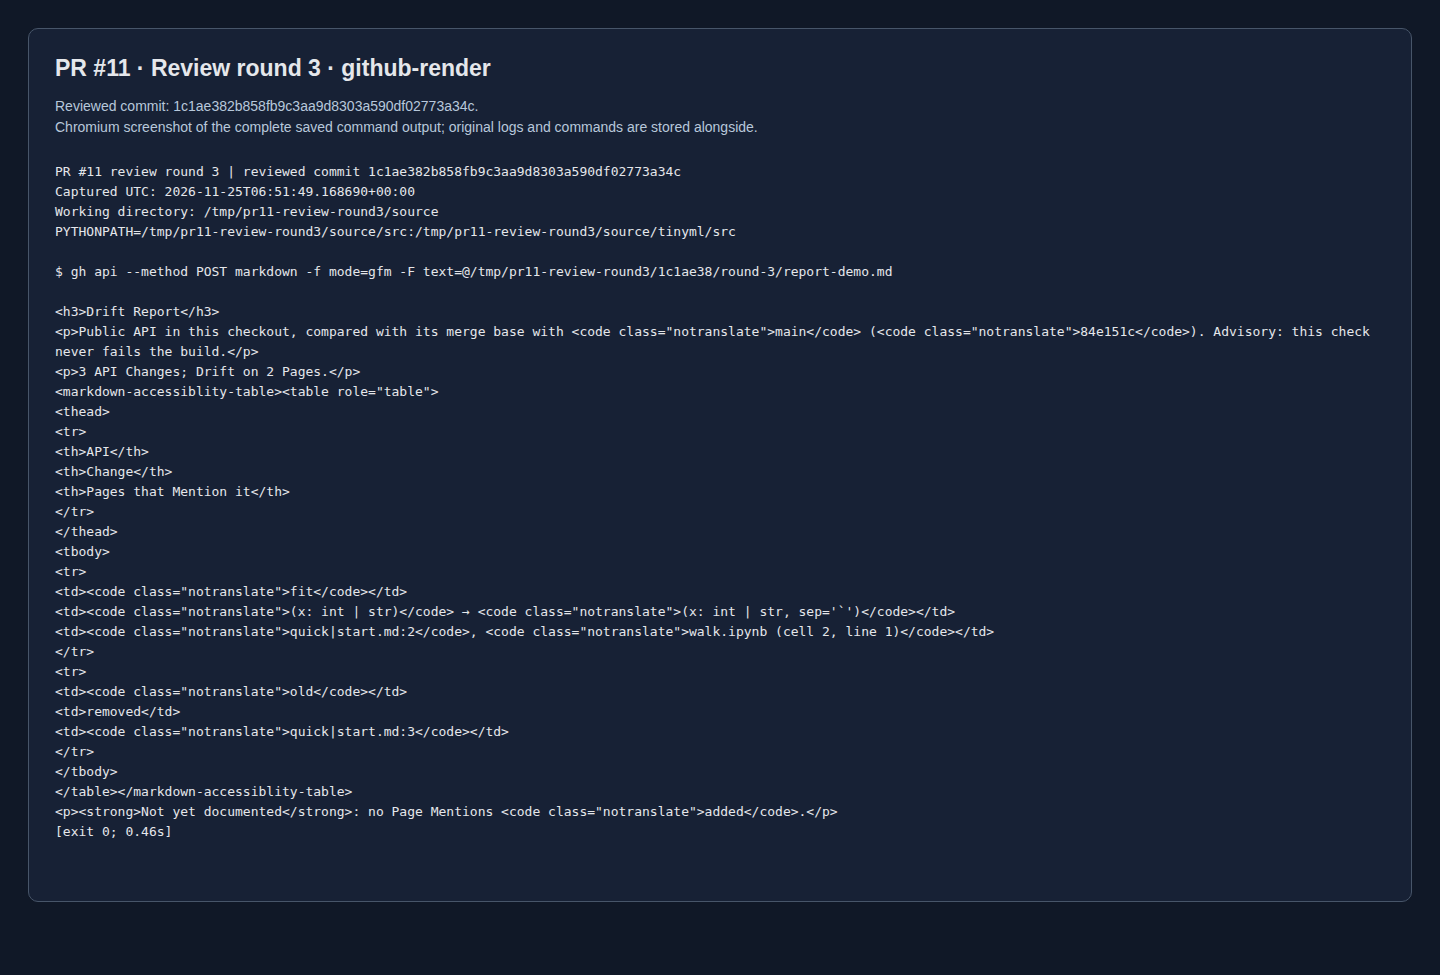 PR #11 · Review round 3 · github-render
Reviewed commit: 1c1ae382b858fb9c3aa9d8303a590df02773a34c.
Chromium screenshot of the complete saved command output; original logs and commands are stored alongside.
PR #11 review round 3 | reviewed commit 1c1ae382b858fb9c3aa9d8303a590df02773a34c
Captured UTC: 2026-11-25T06:51:49.168690+00:00
Working directory: /tmp/pr11-review-round3/source
PYTHONPATH=/tmp/pr11-review-round3/source/src:/tmp/pr11-review-round3/source/tinyml/src
$ gh api --method POST markdown -f mode=gfm -F text=@/tmp/pr11-review-round3/1c1ae38/round-3/report-demo.md
<h3>Drift Report</h3>
<p>Public API in this checkout, compared with its merge base with <code class="notranslate">main</code> (<code class="notranslate">84e151c</code>). Advisory: this check
never fails the build.</p>
<p>3 API Changes; Drift on 2 Pages.</p>
<markdown-accessiblity-table><table role="table">
<thead>
<tr>
<th>API</th>
<th>Change</th>
<th>Pages that Mention it</th>
</tr>
</thead>
<tbody>
<tr>
<td><code class="notranslate">fit</code></td>
<td><code class="notranslate">(x: int | str)</code> → <code class="notranslate">(x: int | str, sep='`')</code></td>
<td><code class="notranslate">quick|start.md:2</code>, <code class="notranslate">walk.ipynb (cell 2, line 1)</code></td>
</tr>
<tr>
<td><code class="notranslate">old</code></td>
<td>removed</td>
<td><code class="notranslate">quick|start.md:3</code></td>
</tr>
</tbody>
</table></markdown-accessiblity-table>
<p><strong>Not yet documented</strong>: no Page Mentions <code class="notranslate">added</code>.</p>
[exit 0; 0.46s]